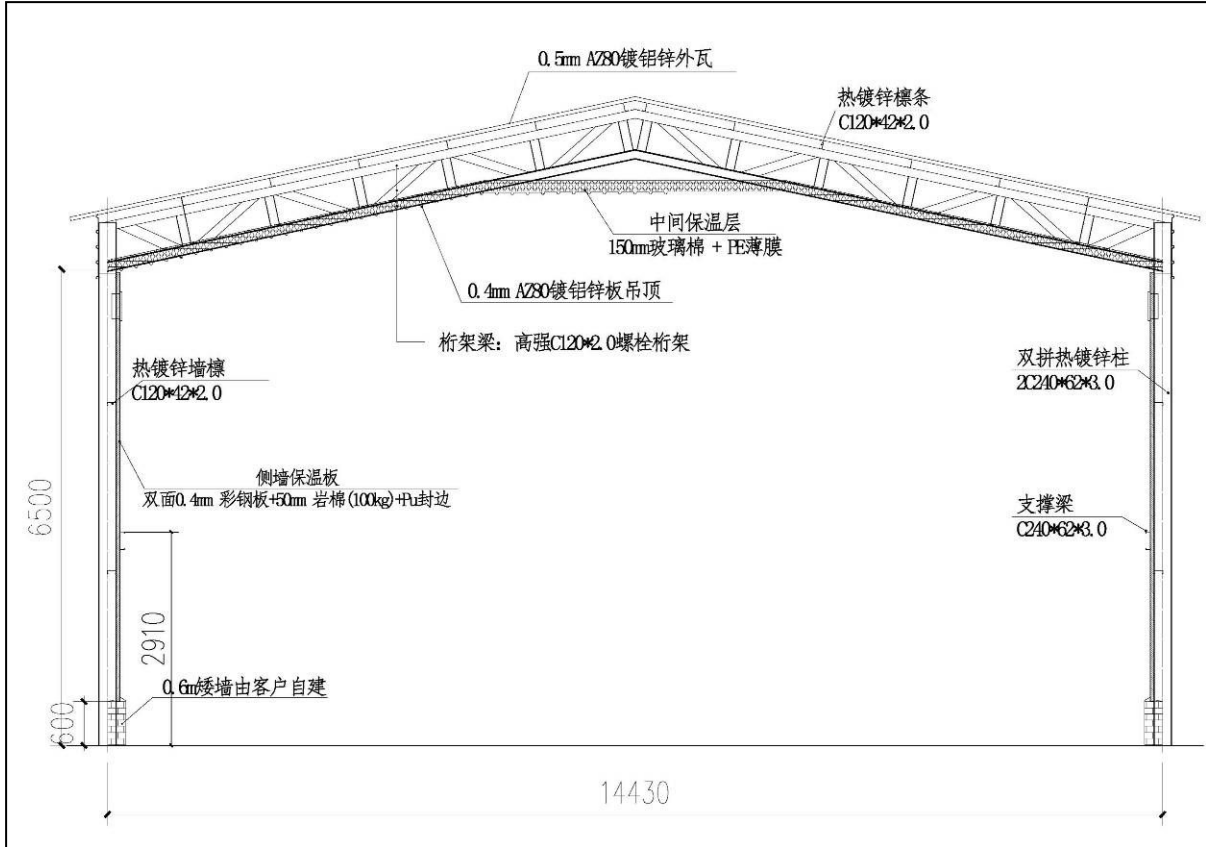 0.5mm AZ80镀铝锌外瓦
热镀锌檩条
C120*42*2.0
中间保温层
150mm玻璃棉 + PE薄膜
0.4mm AZ80镀铝锌板吊顶
桁架梁：高强C120*2.0螺栓桁架
热镀锌墙檩
C120*42*2.0
双拼热镀锌柱
2C240*62*3.0
侧墙保温板
双面0.4mm 彩钢板+50mm 岩棉(100kg)+Pu封边
支撑梁
C240*62*3.0
6500
2910
0.6m矮墙由客户自建
600
14430